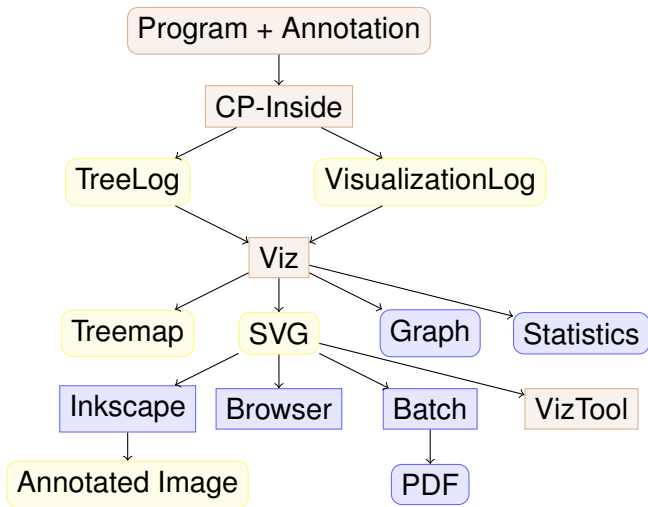 Program + Annotation
CP-Inside
TreeLog
VisualizationLog
Viz
Treemap
SVG
Graph
Statistics
Inkscape
Browser
Batch
VizTool
Annotated Image
PDF